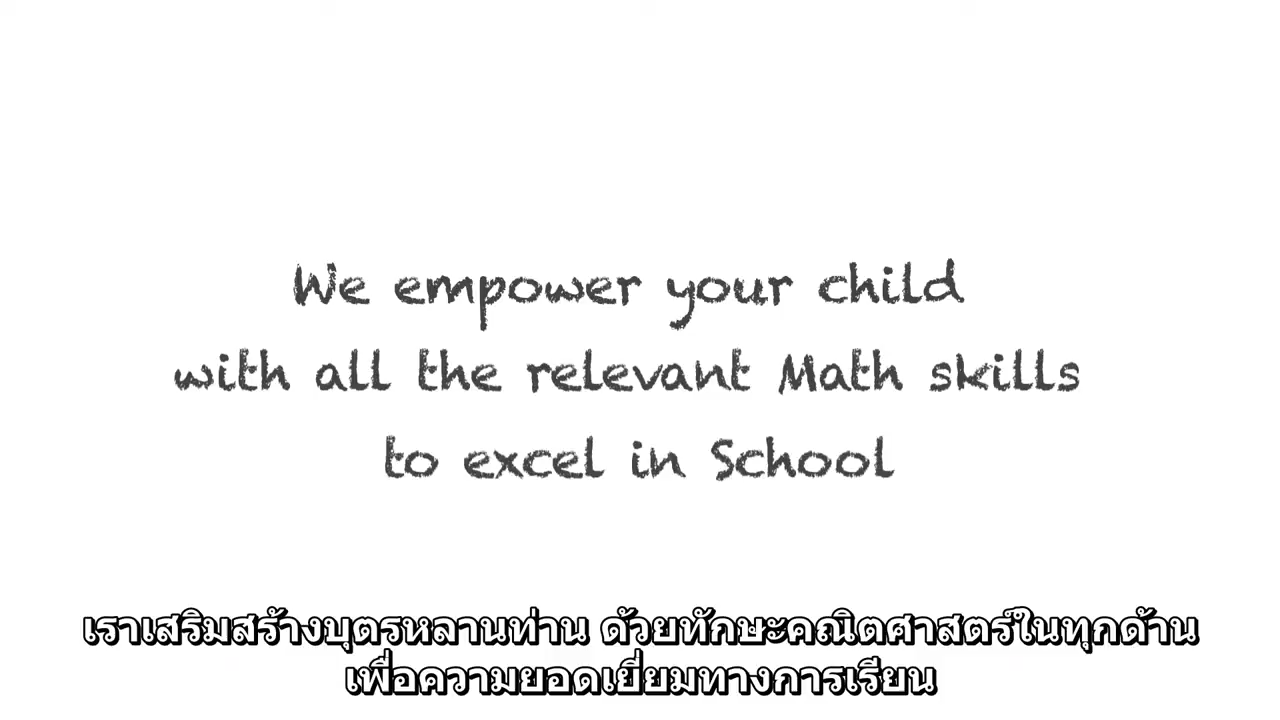 We empower your child
with all the relevant Math skills
to excel in School
เราเสริมสร้างบุตรหลานท่าน ด้วยทักษะคณิตศาสตร์ในทุกด้าน
เพื่อความยอดเยี่ยมทางการเรียน